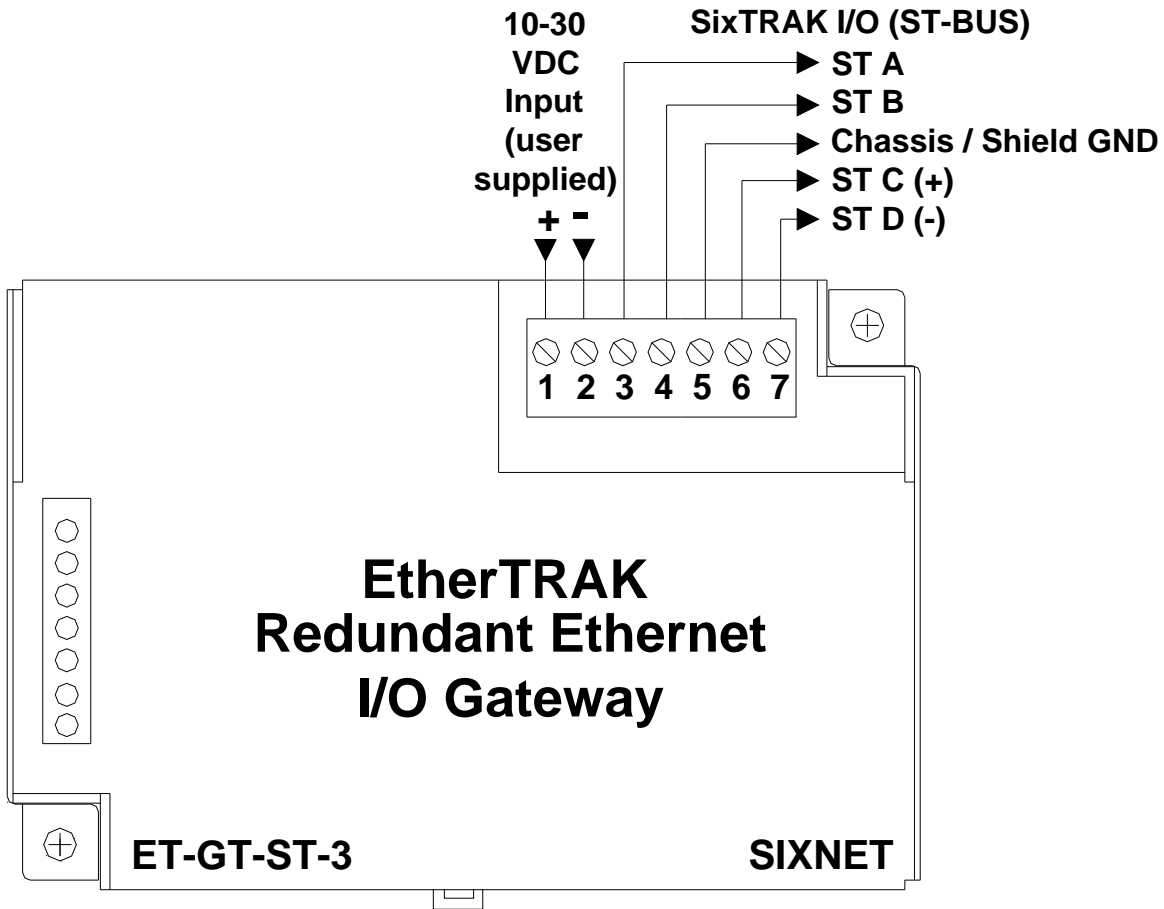 10-30
VDC
Input
(user
supplied)
+ -
SixTRAK I/O (ST-BUS)
ST A
ST B
Chassis / Shield GND
ST C (+)
ST D (-)
1 2 3 4 5 6 7
EtherTRAK
Redundant Ethernet
I/O Gateway
ET-GT-ST-3
SIXNET